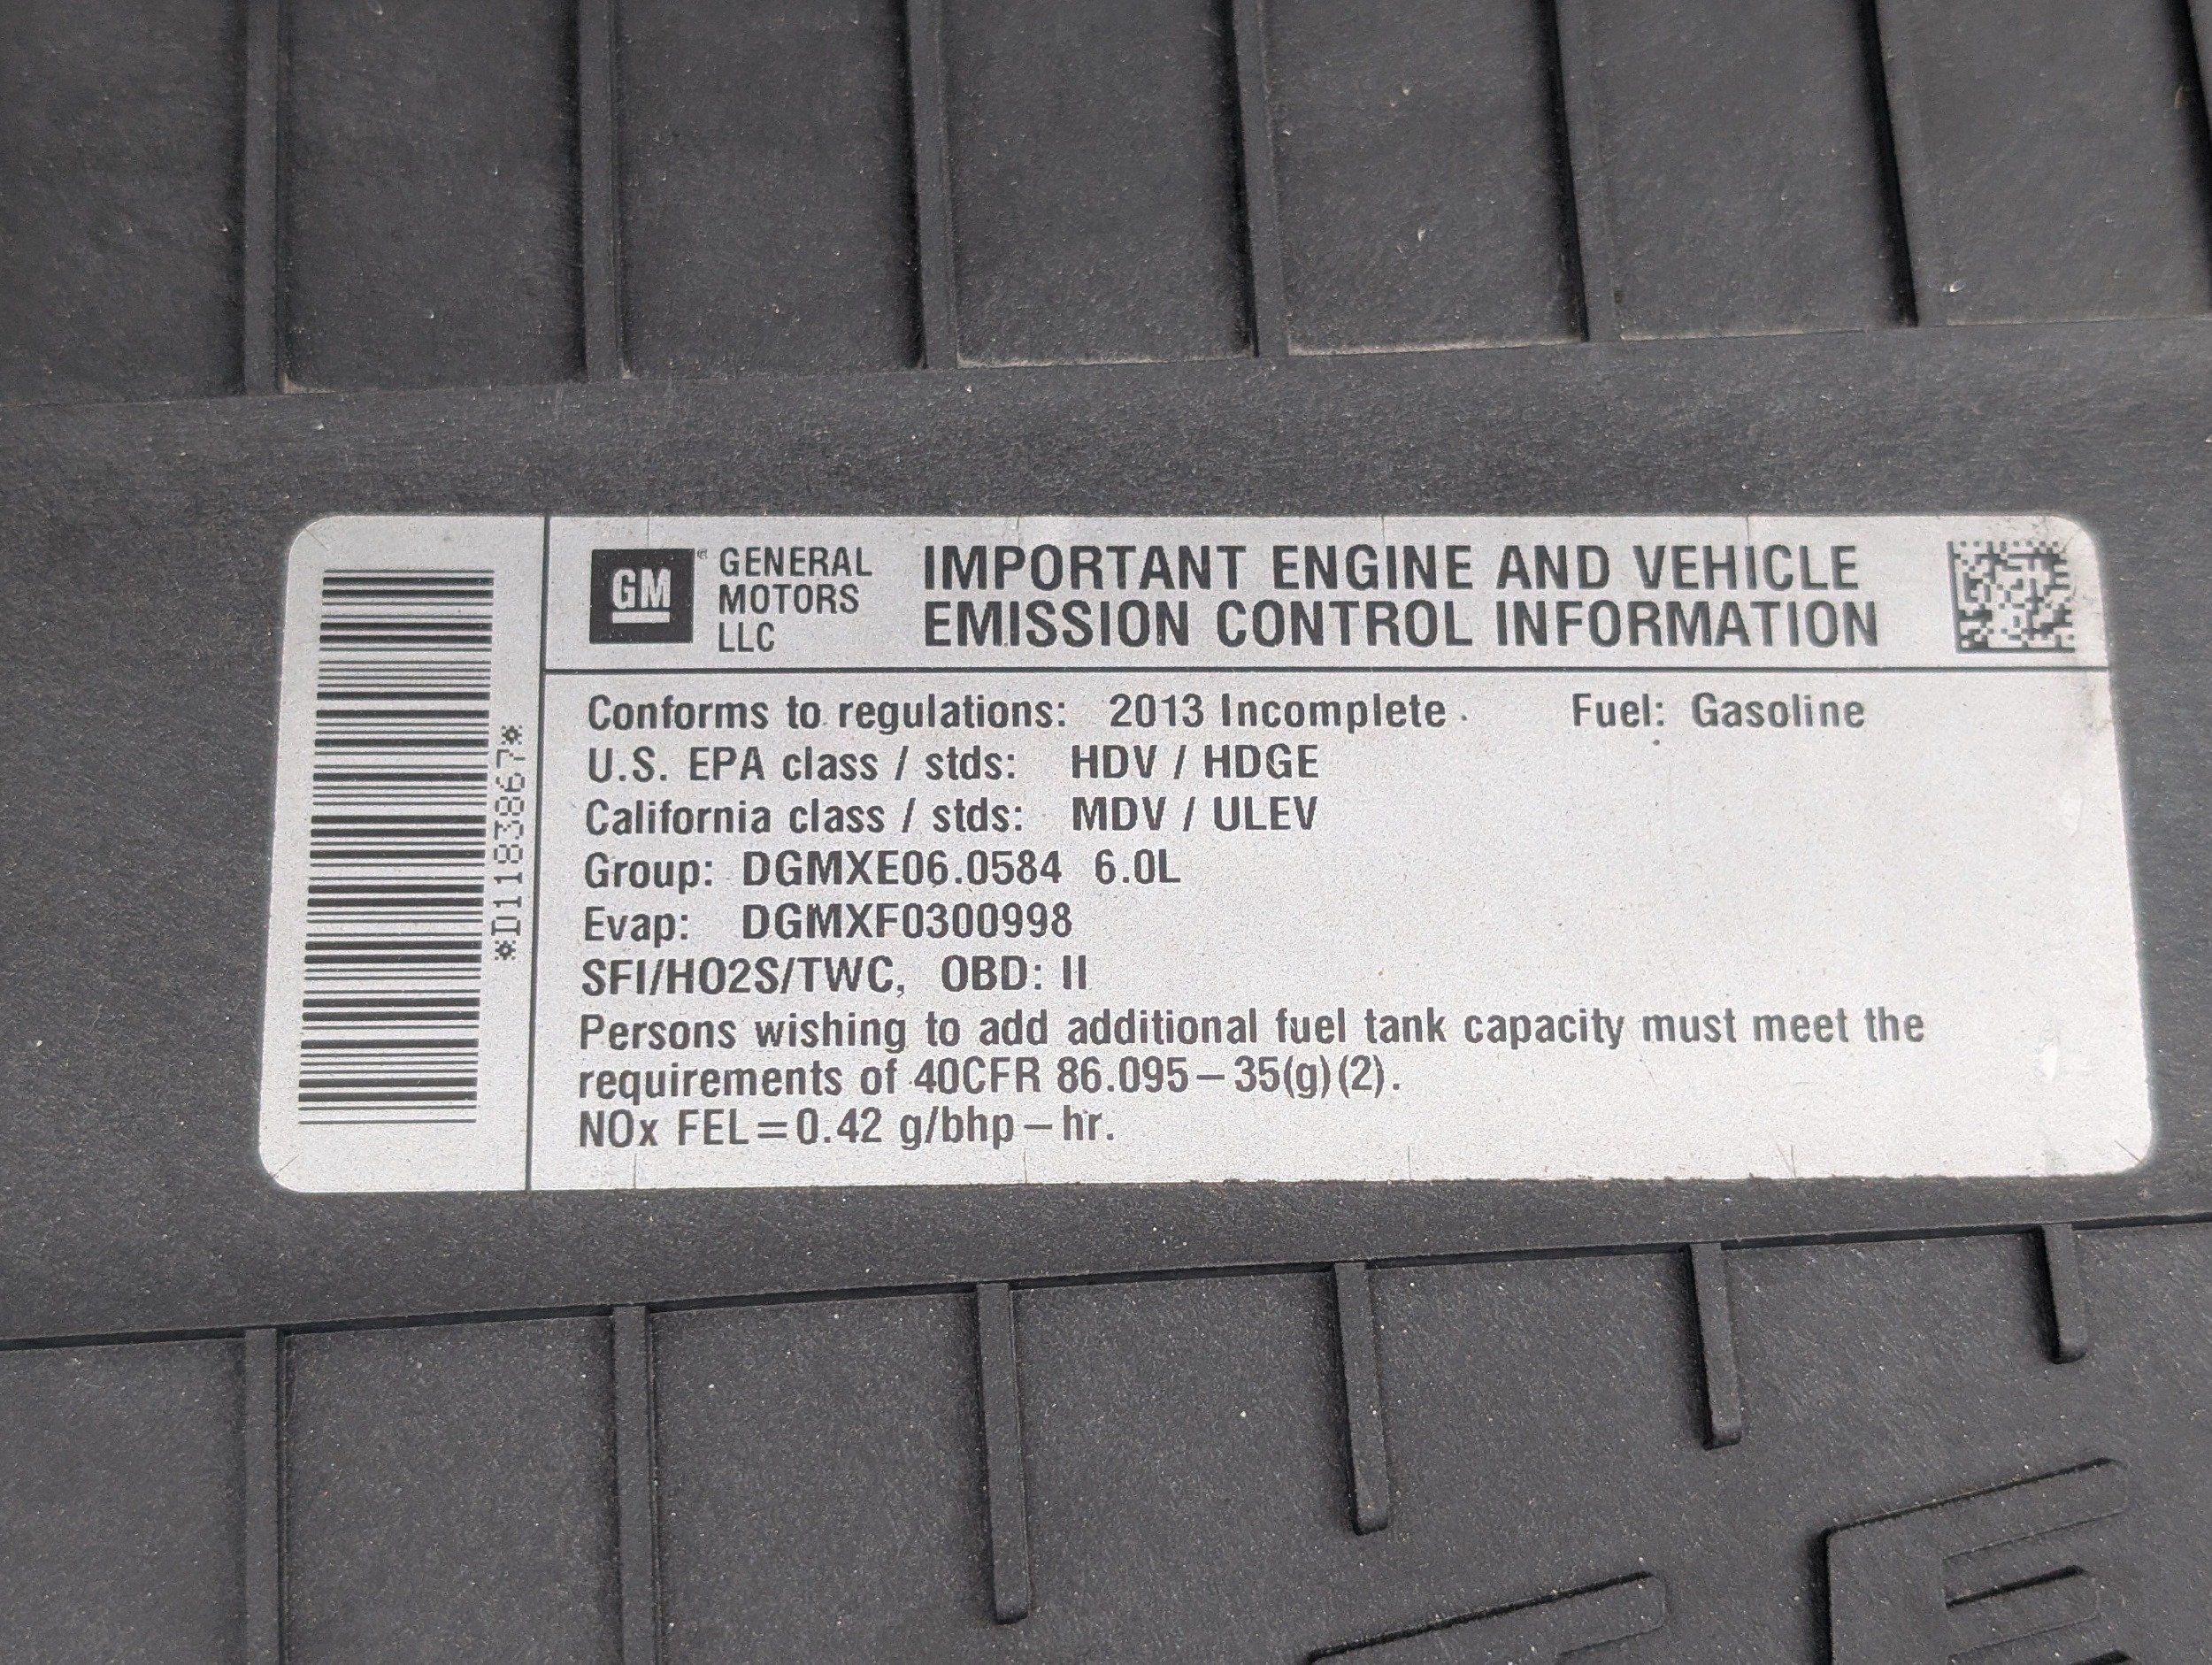 *D1183867*
GM
GENERAL
MOTORS
LLC
IMPORTANT ENGINE AND VEHICLE
EMISSION CONTROL INFORMATION
Conforms to regulations: 2013 Incomplete Fuel: Gasoline
U.S. EPA class / stds: HDV / HDGE
California class / stds: MDV / ULEV
Group: DGMXE06.0584 6.0L
Evap: DGMXF0300998
SFI/HO2S/TWC, OBD: II
Persons wishing to add additional fuel tank capacity must meet the
requirements of 40CFR 86.095–35(g)(2).
NOx FEL=0.42 g/bhp–hr.